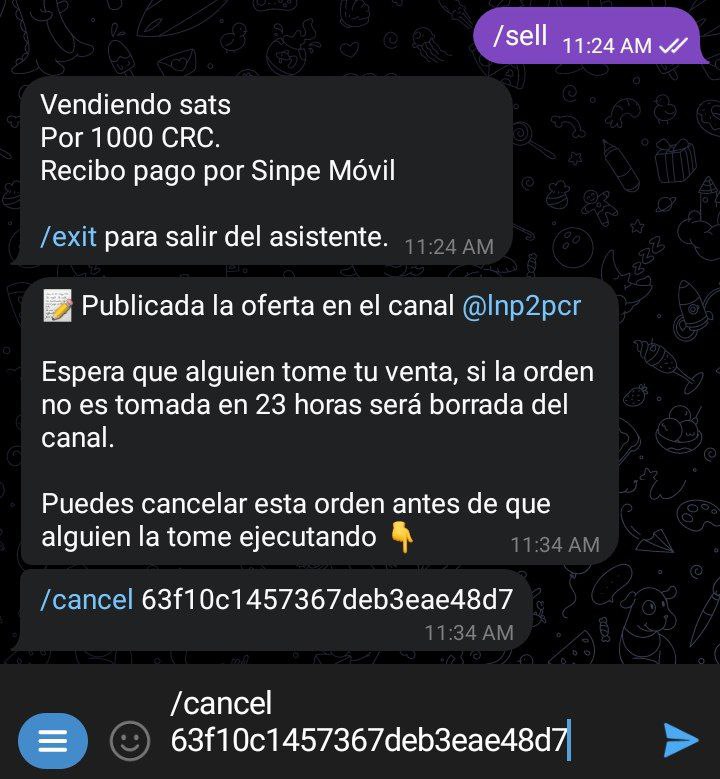 /sell 11:24 AM
Vendiendo sats
Por 1000 CRC.
Recibo pago por Sinpe Móvil
/exit para salir del asistente. 11:24 AM
📝 Publicada la oferta en el canal @lnp2pcr
Espera que alguien tome tu venta, si la orden
no es tomada en 23 horas será borrada del
canal.
Puedes cancelar esta orden antes de que
alguien la tome ejecutando 👇 11:34 AM
/cancel 63f10c1457367deb3eae48d7
11:34 AM
/cancel
63f10c1457367deb3eae48d7